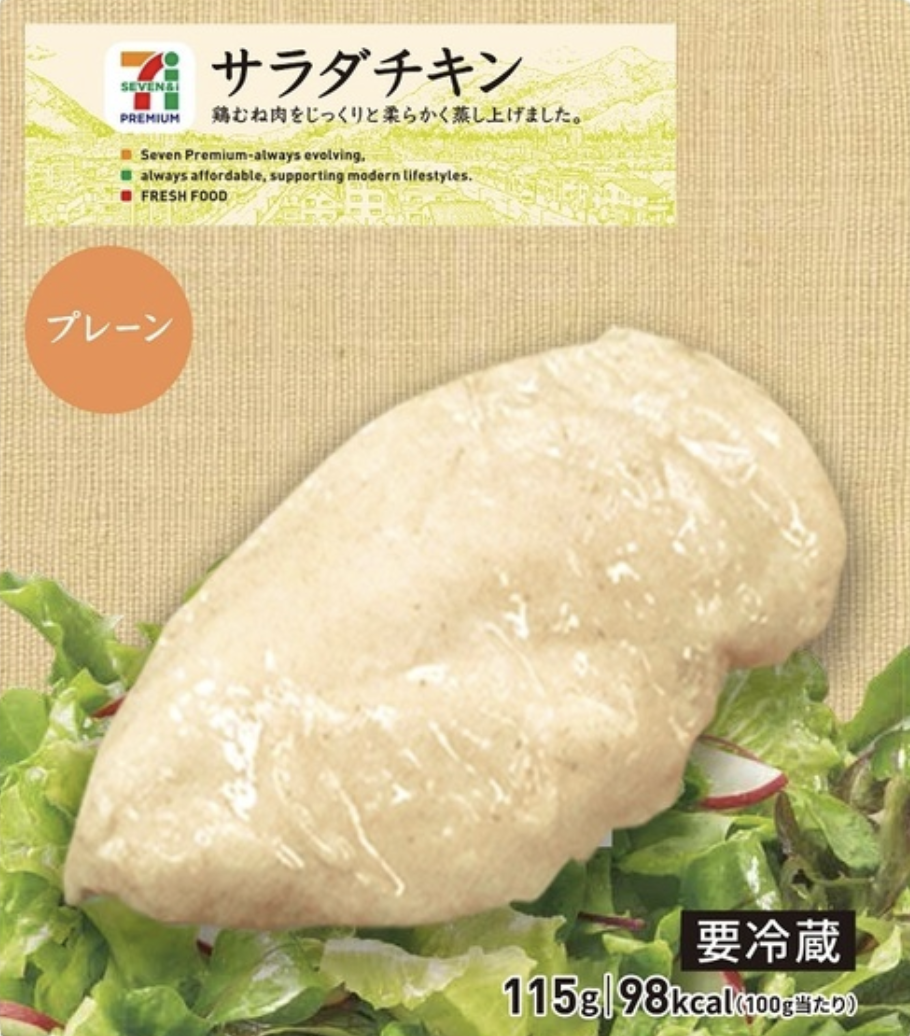 SEVEN&i
PREMIUM
サラダチキン
鶏むね肉をじっくりと柔らかく蒸し上げました。
Seven Premium-always evolving,
always affordable, supporting modern lifestyles.
FRESH FOOD
プレーン
要冷蔵
115g|98kcal(100g当たり)